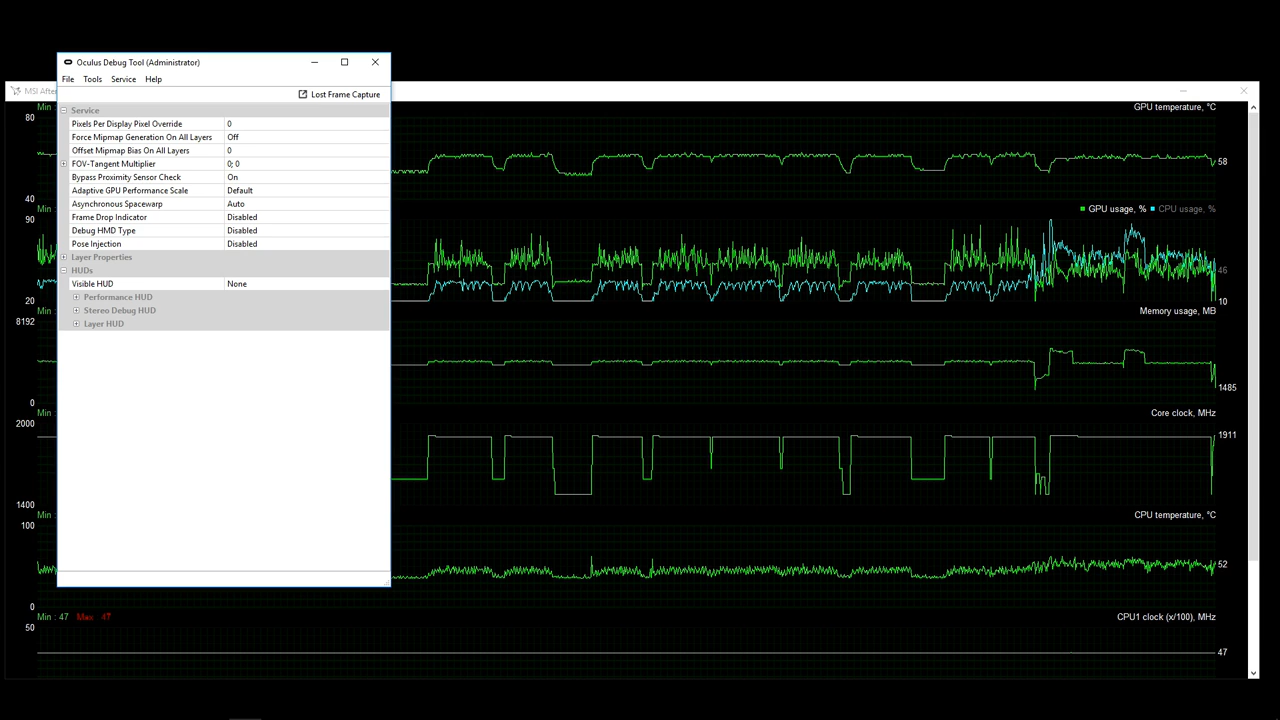 Oculus Debug Tool (Administrator)
File Tools Service Help
Lost Frame Capture
Service
Pixels Per Display Pixel Override 0
Force Mipmap Generation On All Layers Off
Offset Mipmap Bias On All Layers 0
FOV-Tangent Multiplier 0; 0
Bypass Proximity Sensor Check On
Adaptive GPU Performance Scale Default
Asynchronous Spacewarp Auto
Frame Drop Indicator Disabled
Debug HMD Type Disabled
Pose Injection Disabled
Layer Properties
HUDs
Visible HUD None
Performance HUD
Stereo Debug HUD
Layer HUD
MSI After
Min : GPU temperature, °C
80
58
40
Min : GPU usage, % CPU usage, %
90
46
20 10
Min : Memory usage, MB
8192
1485
0
Min : Core clock, MHz
2000
1911
1400
Min : CPU temperature, °C
100
52
0
Min : 47 Max : 47 CPU1 clock (x/100), MHz
50
47